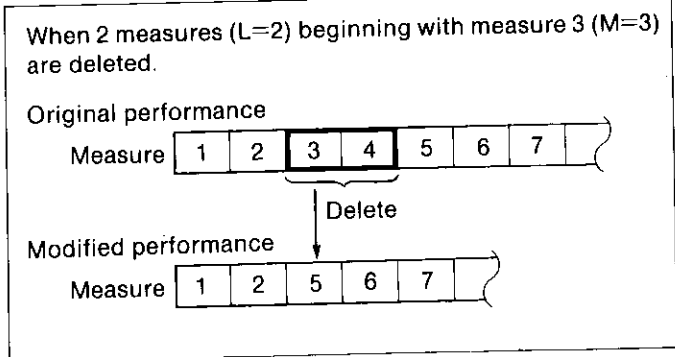 When 2 measures (L=2) beginning with measure 3 (M=3)
are deleted.
Original performance
Measure 1 2 3 4 5 6 7
Delete
Modified performance
Measure 1 2 5 6 7